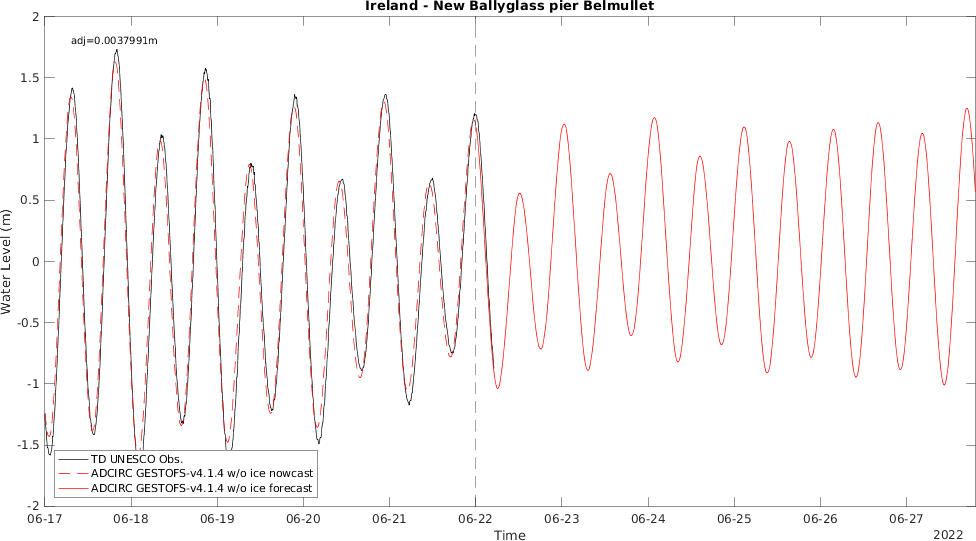 Ireland - New Ballyglass pier Belmullet
adj=0.0037991m
2
1.5
1
0.5
0
-0.5
-1
-1.5
-2
Water Level (m)
TD UNESCO Obs.
ADCIRC GESTOFS-v4.1.4 w/o ice nowcast
ADCIRC GESTOFS-v4.1.4 w/o ice forecast
06-17 06-18 06-19 06-20 06-21 06-22 06-23 06-24 06-25 06-26 06-27
Time
2022